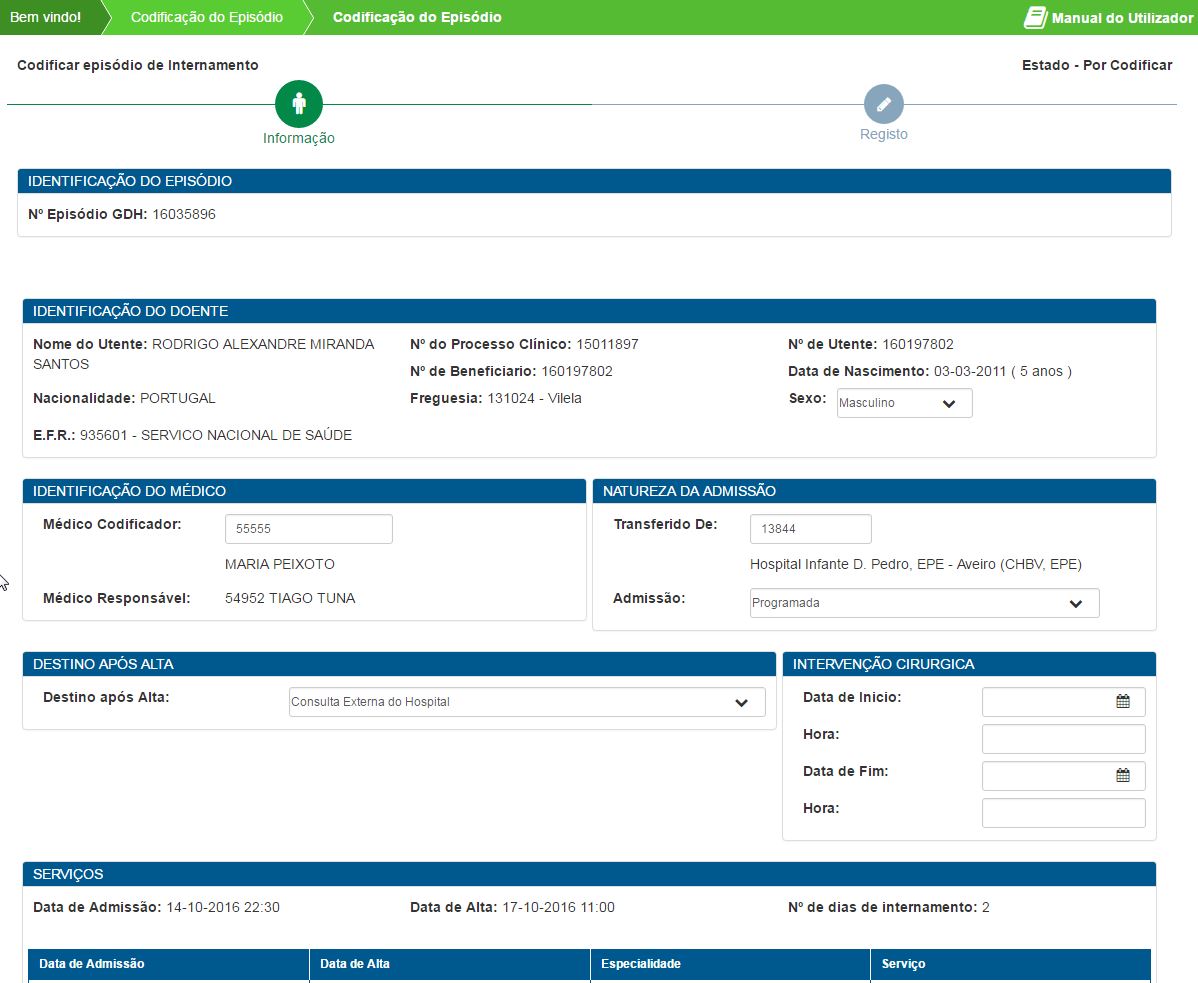 Bem vindo! Codificação do Episódio Codificação do Episódio Manual do Utilizador
Codificar episódio de Internamento Estado - Por Codificar
Informação Registo
IDENTIFICAÇÃO DO EPISÓDIO
Nº Episódio GDH: 16035896
IDENTIFICAÇÃO DO DOENTE
Nome do Utente: RODRIGO ALEXANDRE MIRANDA SANTOS
Nº do Processo Clínico: 15011897
Nº de Utente: 160197802
Nº de Beneficiario: 160197802
Data de Nascimento: 03-03-2011 ( 5 anos )
Nacionalidade: PORTUGAL
Freguesia: 131024 - Vilela
Sexo: Masculino
E.F.R.: 935601 - SERVICO NACIONAL DE SAÚDE
IDENTIFICAÇÃO DO MÉDICO
Médico Codificador: 55555
MARIA PEIXOTO
Médico Responsável: 54952 TIAGO TUNA
NATUREZA DA ADMISSÃO
Transferido De: 13844
Hospital Infante D. Pedro, EPE - Aveiro (CHBV, EPE)
Admissão: Programada
DESTINO APÓS ALTA
Destino após Alta: Consulta Externa do Hospital
INTERVENÇÃO CIRURGICA
Data de Inicio:
Hora:
Data de Fim:
Hora:
SERVIÇOS
Data de Admissão: 14-10-2016 22:30 Data de Alta: 17-10-2016 11:00 Nº de dias de internamento: 2
Data de Admissão Data de Alta Especialidade Serviço